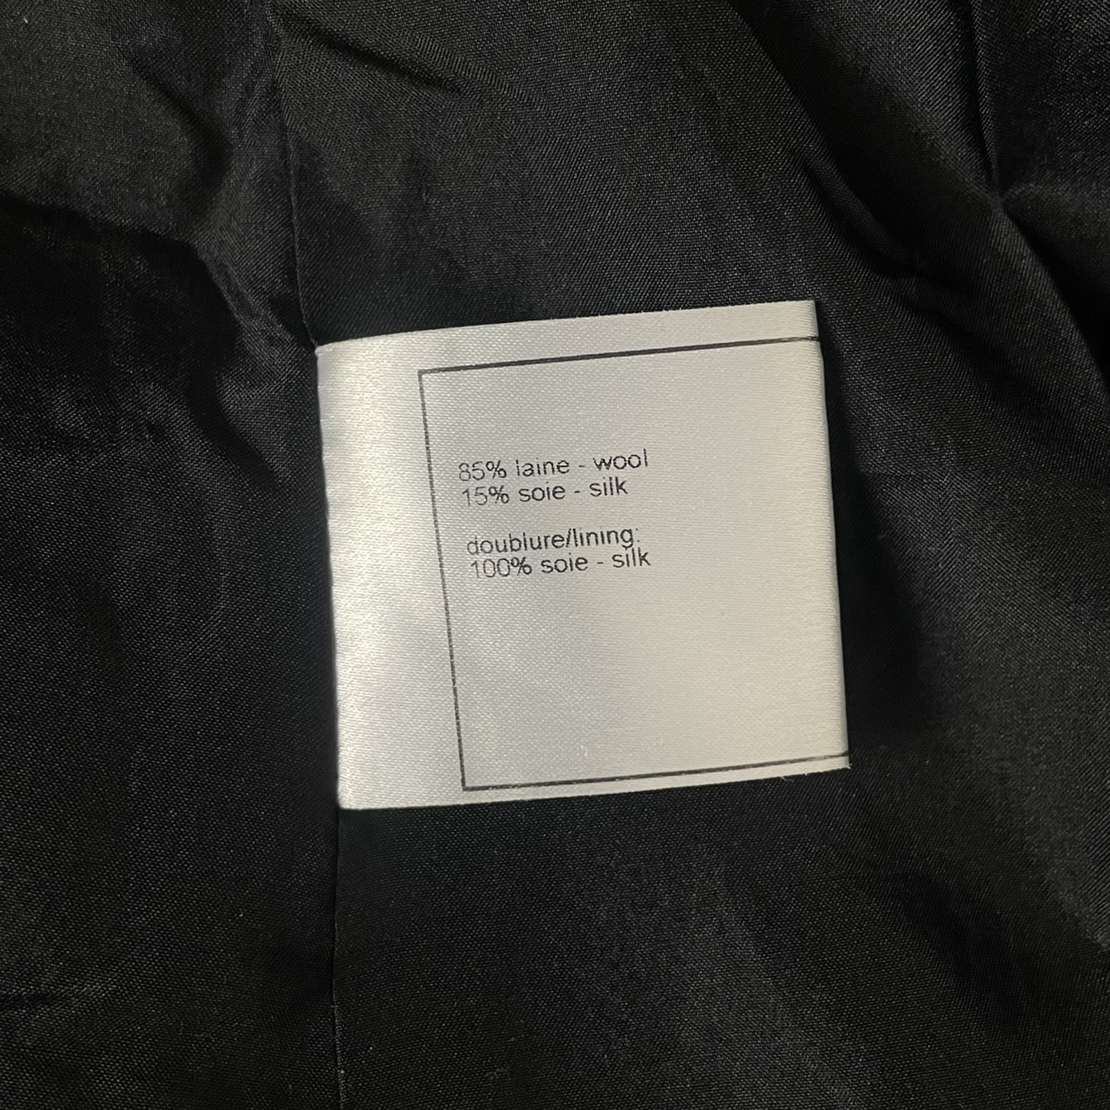 85% laine - wool
15% soie - silk
doublure/lining:
100% soie - silk